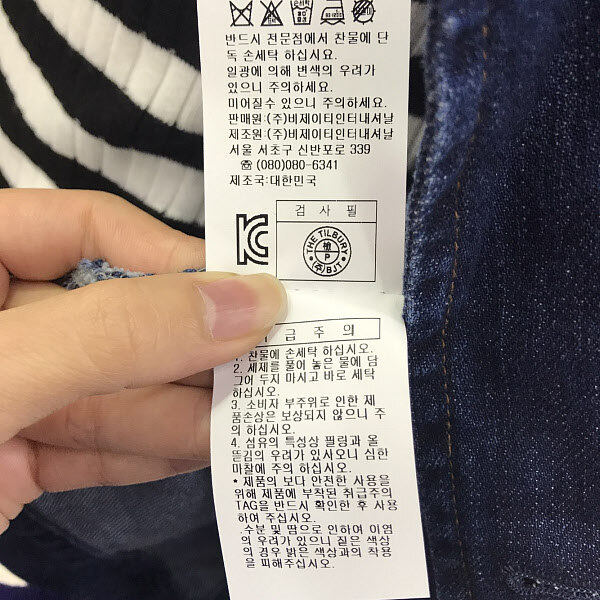 반드시 전문점에서 찬물에 단
독 손세탁 하십시요.
일광에 의해 변색의 우려가
있으니 주의하세요.
미어질수 있으니 주의하세요.
판매원:(주)비제이티인터내셔날
제조원:(주)비제이티인터내셔날
서울 서초구 신반포로 339
☎(080)080-6341
제조국:대한민국
검 사 필
THE TILBURY
檢
P
(주)BJT
급 주 의
1. 찬물에 손세탁 하십시오.
2. 세제를 풀어 놓은 물에 담
그어 두지 마시고 바로 세탁
하십시오.
3. 소비자 부주위로 인한 제
품손상은 보상되지 않으니 주
의 하십시오.
4. 섬유의 특성상 필링과 올
뜯김의 우려가 있사오니 심한
마찰에 주의 하십시오.
* 제품의 보다 안전한 사용을
위해 제품에 부착된 취급주의
TAG을 반드시 확인한 후 사용
하여 주십시오.
.수분 및 땀으로 인하여 이염
의 우려가 있으니 짙은 색상
의 경우 밝은 색상과의 착용
을 피해주십시오.